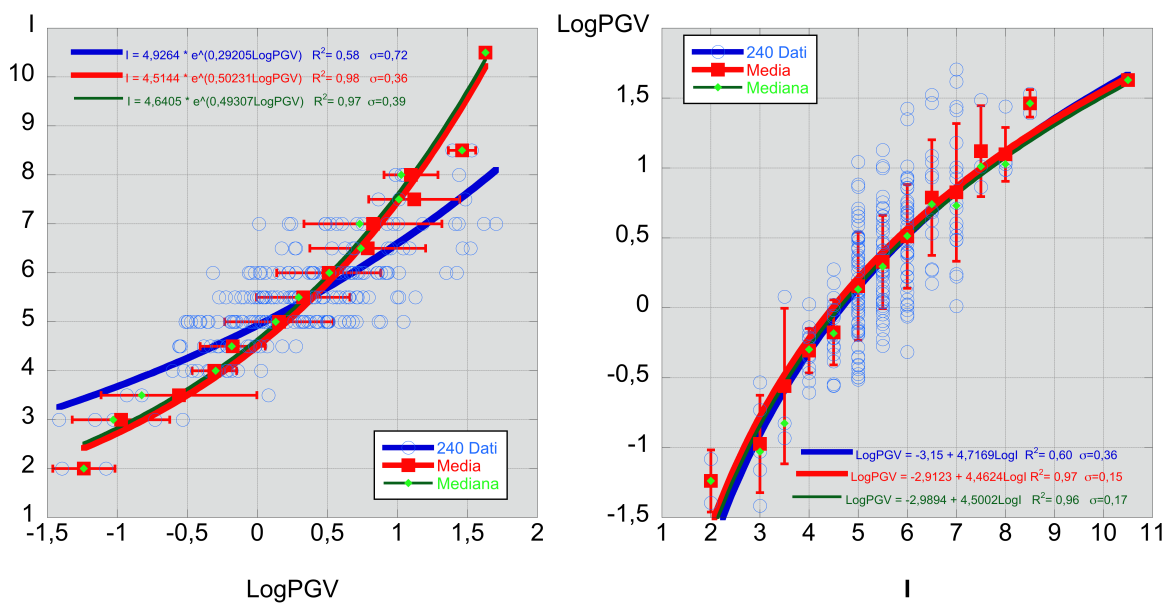 I
I = 4,9264 * e^(0,29205LogPGV) R²= 0,58 σ=0,72
I = 4,5144 * e^(0,50231LogPGV) R²= 0,98 σ=0,36
I = 4,6405 * e^(0,49307LogPGV) R²= 0,97 σ=0,39
10
9
8
7
6
5
4
3
2
1
240 Dati
Media
Mediana
-1,5 -1 -0,5 0 0,5 1 1,5 2
LogPGV
LogPGV
240 Dati
Media
Mediana
1,5
1
0,5
0
-0,5
-1
-1,5
LogPGV = -3,15 + 4,7169LogI R²= 0,60 σ=0,36
LogPGV = -2,9123 + 4,4624LogI R²= 0,97 σ=0,15
LogPGV = -2,9894 + 4,5002LogI R²= 0,96 σ=0,17
1 2 3 4 5 6 7 8 9 10 11
I